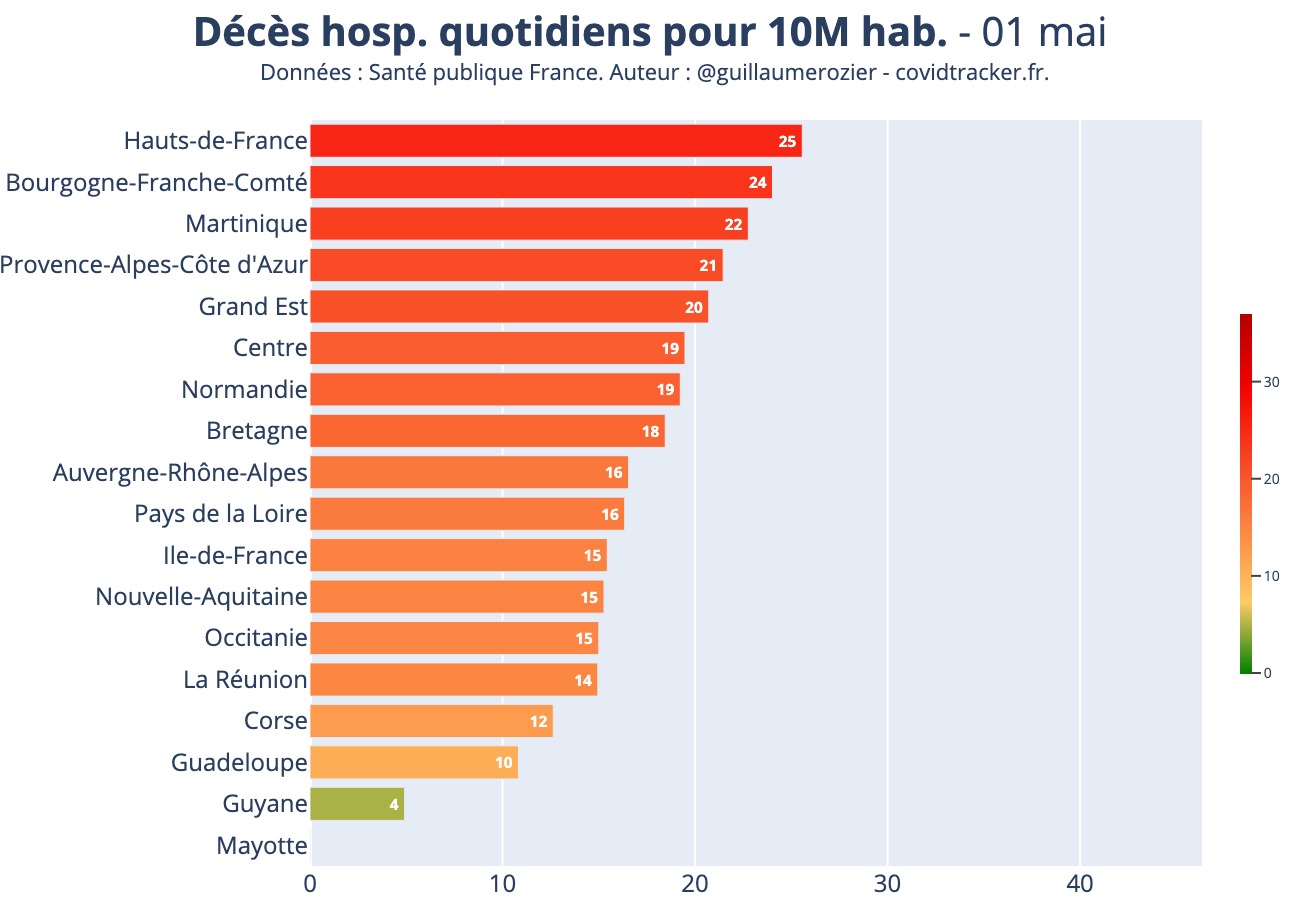 Décès hosp. quotidiens pour 10M hab. - 01 mai
Données : Santé publique France. Auteur : @guillaumerozier - covidtracker.fr.
Hauts-de-France 25
Bourgogne-Franche-Comté 24
Martinique 22
Provence-Alpes-Côte d'Azur 21
Grand Est 20
Centre 19
Normandie 19
Bretagne 18
Auvergne-Rhône-Alpes 16
Pays de la Loire 16
Ile-de-France 15
Nouvelle-Aquitaine 15
Occitanie 15
La Réunion 14
Corse 12
Guadeloupe 10
Guyane 4
Mayotte
0 10 20 30 40
30
20
10
0